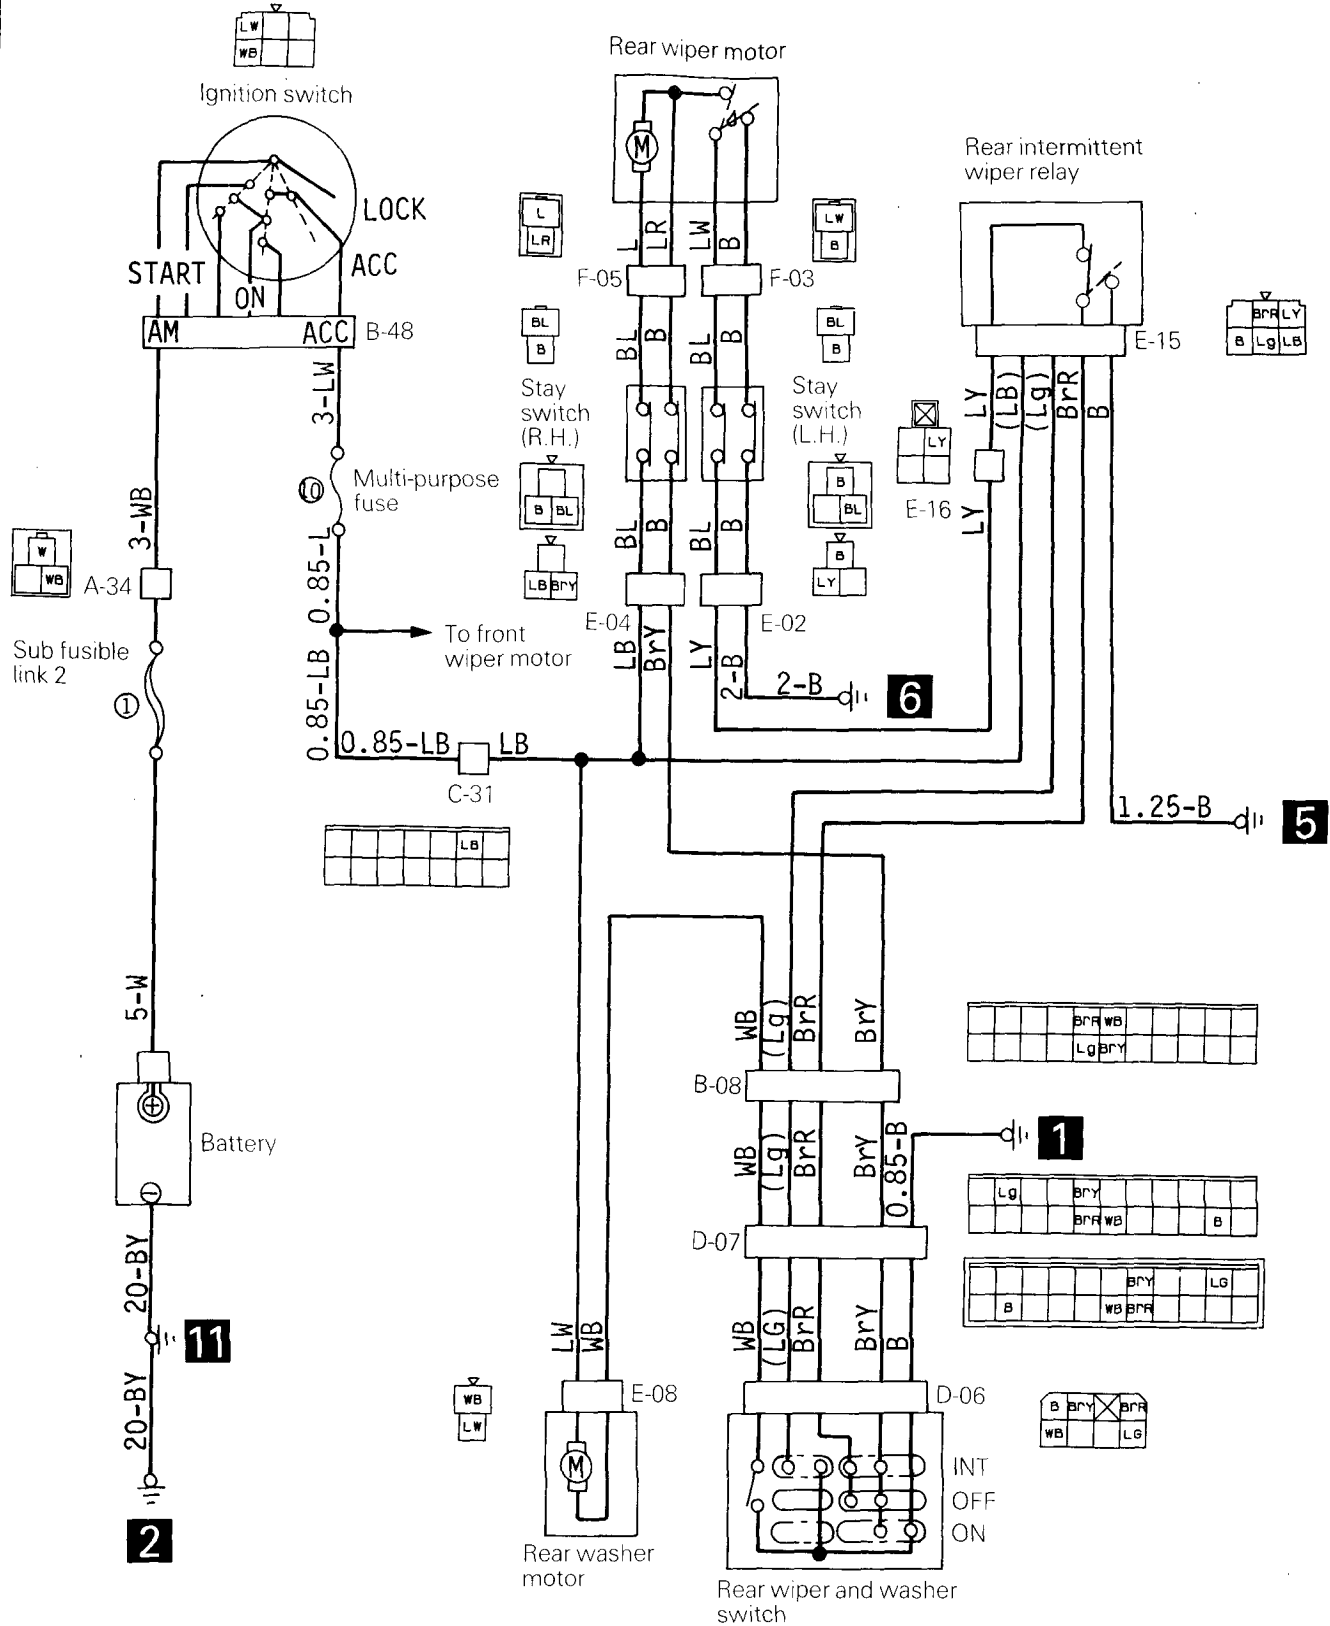 LW
WB
Ignition switch
LOCK
ACC
START
ON
AM
ACC
B-48
3-LW
10
Multi-purpose
fuse
0.85-L
To front
wiper motor
0.85-LB
0.85-LB
LB
C-31
LB
3-WB
W
WB
A-34
Sub fusible
link 2
1
5-W
Battery
20-BY
11
20-BY
2
Rear wiper motor
M
L
LR
L
LR
LW
B
LW
B
F-05
F-03
BL
B
BL
B
BL
B
BL
B
Stay
switch
(R.H.)
Stay
switch
(L.H.)
B
BL
B
BL
BL
B
BL
B
LB
BrY
B
LY
E-04
E-02
LB
BrY
LY
2-B
2-B
6
Rear intermittent
wiper relay
BrR
LY
B
Lg
LB
E-15
LY
(LB)
(Lg)
BrR
B
LY
E-16
LY
1.25-B
5
WB
(Lg)
BrR
BrY
BrR
WB
Lg
BrY
B-08
WB
(Lg)
BrR
BrY
0.85-B
1
Lg
BrY
BrR
WB
B
D-07
BrY
LG
B
WB
BrR
WB
(LG)
BrR
BrY
B
LW
WB
WB
LW
E-08
M
Rear washer
motor
D-06
B
BrY
BrR
WB
LG
INT
OFF
ON
Rear wiper and washer
switch